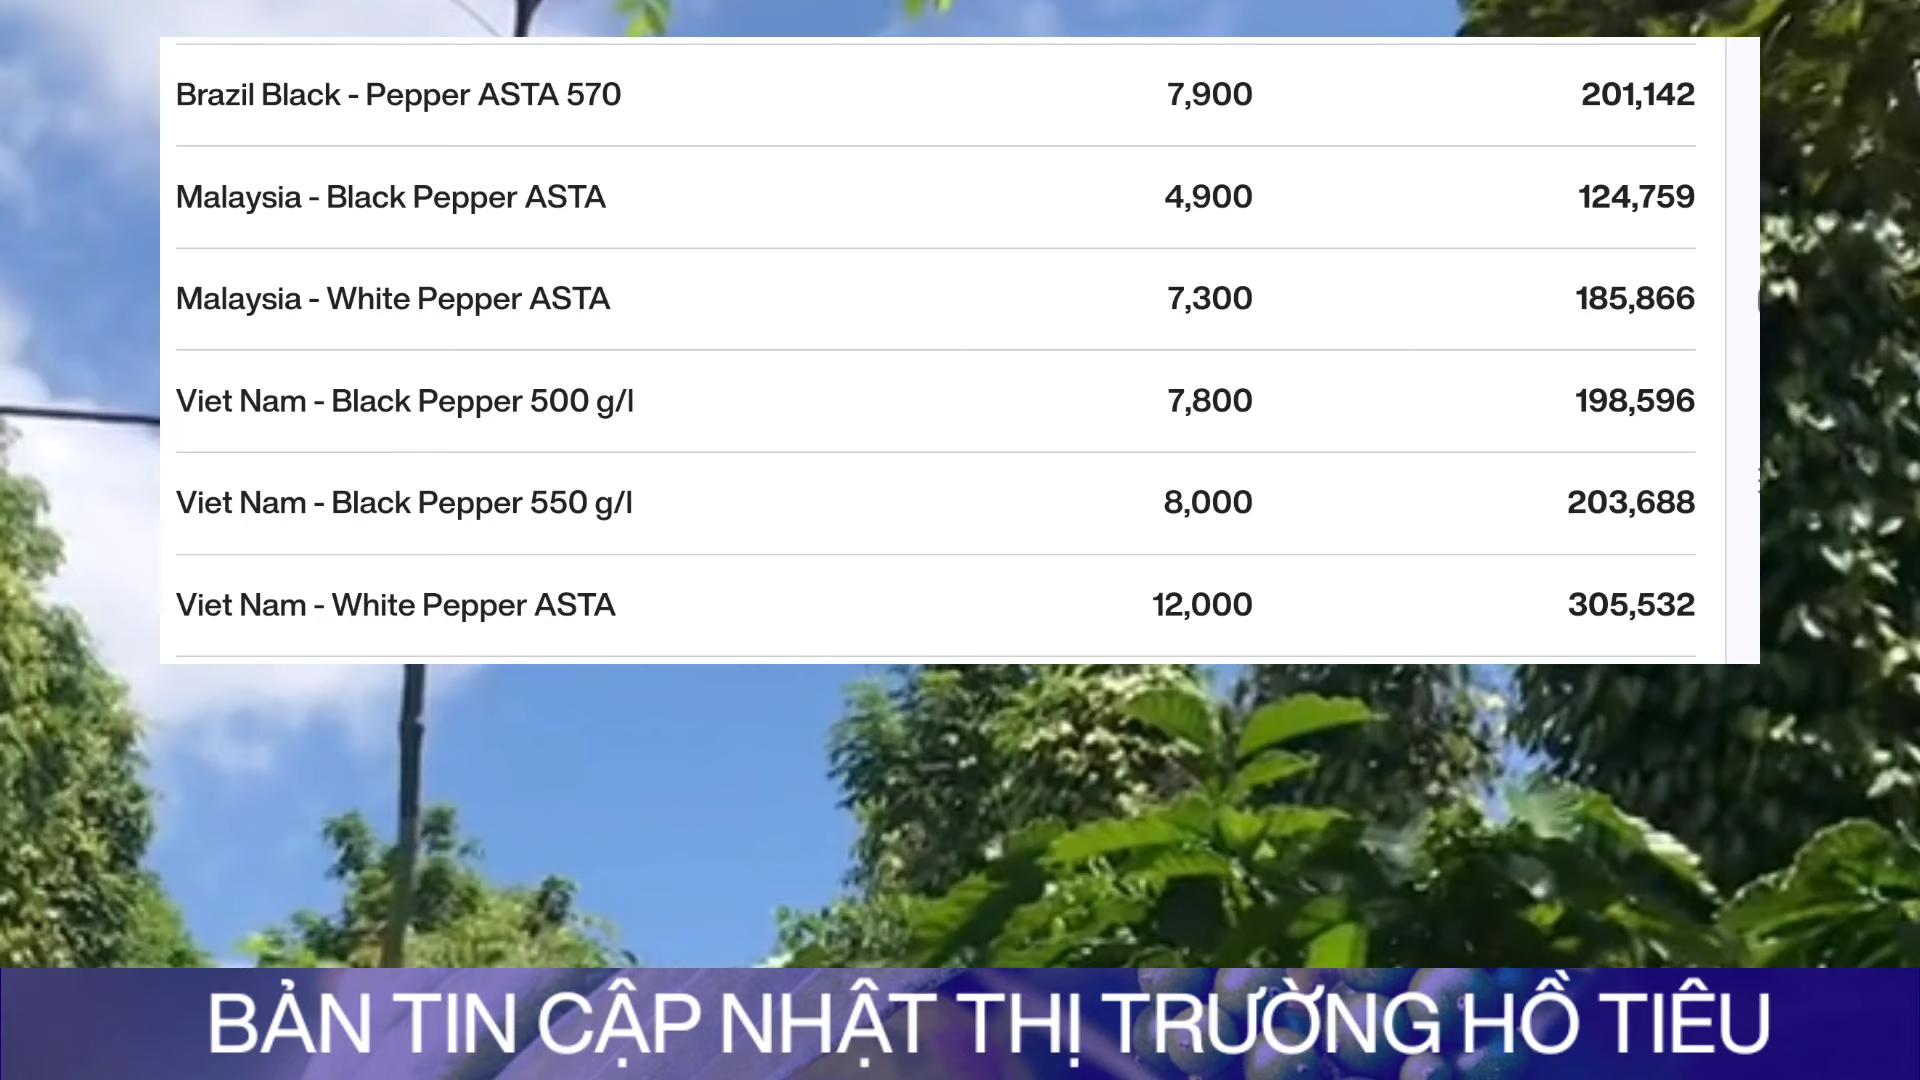 Brazil Black - Pepper ASTA 570 7,900 201,142
Malaysia - Black Pepper ASTA 4,900 124,759
Malaysia - White Pepper ASTA 7,300 185,866
Viet Nam - Black Pepper 500 g/l 7,800 198,596
Viet Nam - Black Pepper 550 g/l 8,000 203,688
Viet Nam - White Pepper ASTA 12,000 305,532
BẢN TIN CẬP NHẬT THỊ TRƯỜNG HỒ TIÊU